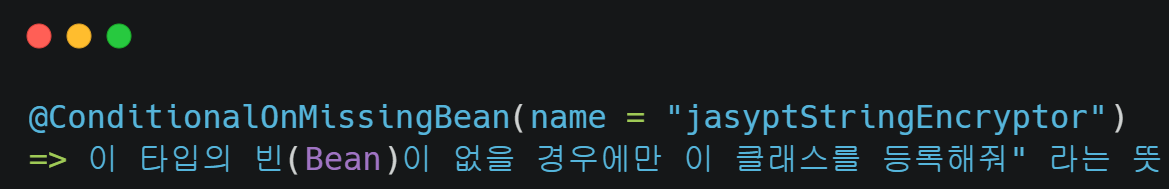 @ConditionalOnMissingBean(name = "jasyptStringEncryptor")
=> 이 타입의 빈(Bean)이 없을 경우에만 이 클래스를 등록해줘" 라는 뜻